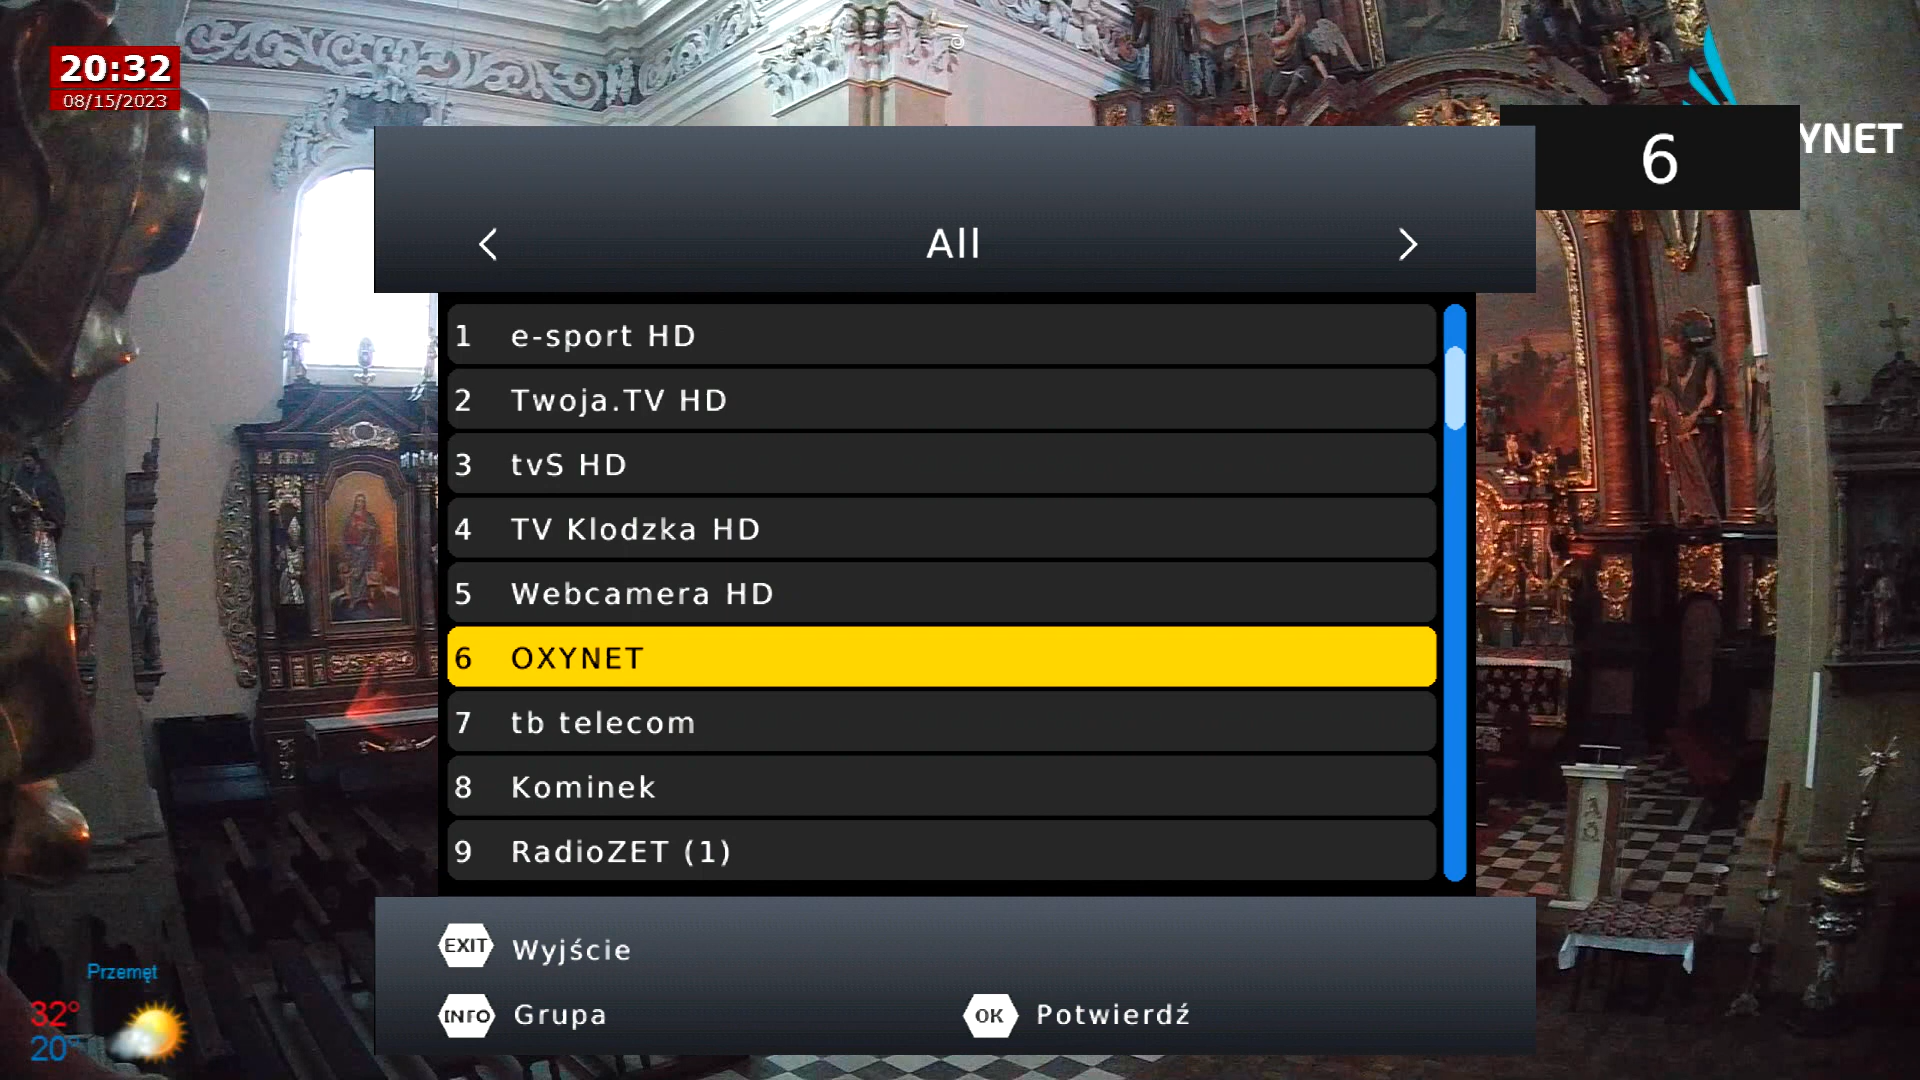 20:32
08/15/2023
YNET
6
All
1 e-sport HD
2 Twoja.TV HD
3 tvS HD
4 TV Klodzka HD
5 Webcamera HD
6 OXYNET
7 tb telecom
8 Kominek
9 RadioZET (1)
EXIT Wyjście
INFO Grupa
OK Potwierdź
Przemęt
32°
20°